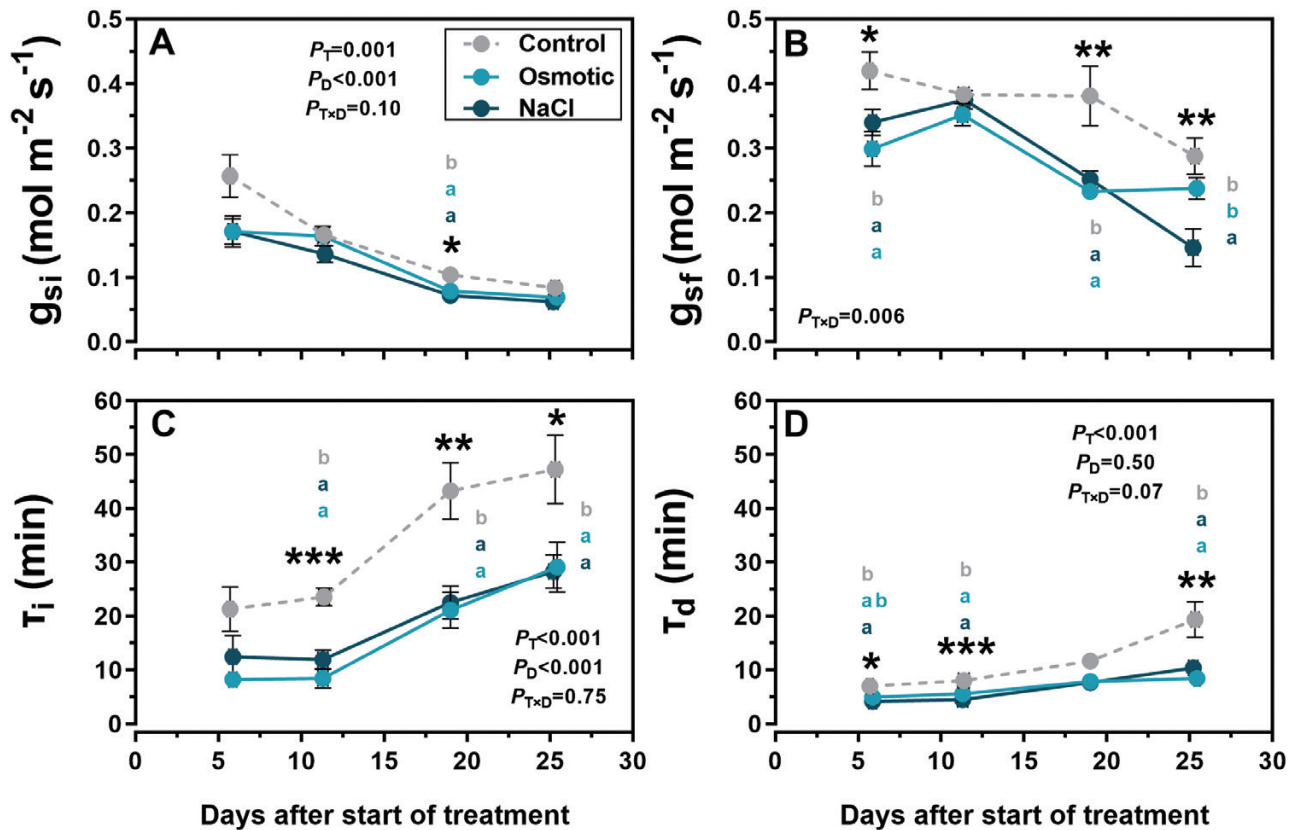 A
P_T=0.001
P_D<0.001
P_T×D=0.10
Control
Osmotic
NaCl
g_si (mol m^-2 s^-1)
0.5
0.4
0.3
0.2
0.1
0.0
b
a
a
*
B
g_sf (mol m^-2 s^-1)
0.5
0.4
0.3
0.2
0.1
0.0
*
**
**
b
a
a
b
a
a
b
b
a
P_T×D=0.006
C
τ_i (min)
60
50
40
30
20
10
0
b
a
a
***
**
*
b
a
a
b
a
a
P_T<0.001
P_D<0.001
P_T×D=0.75
0 5 10 15 20 25 30
Days after start of treatment
D
τ_d (min)
60
50
40
30
20
10
0
P_T<0.001
P_D=0.50
P_T×D=0.07
b
ab
a
*
b
a
a
***
b
a
a
**
0 5 10 15 20 25 30
Days after start of treatment